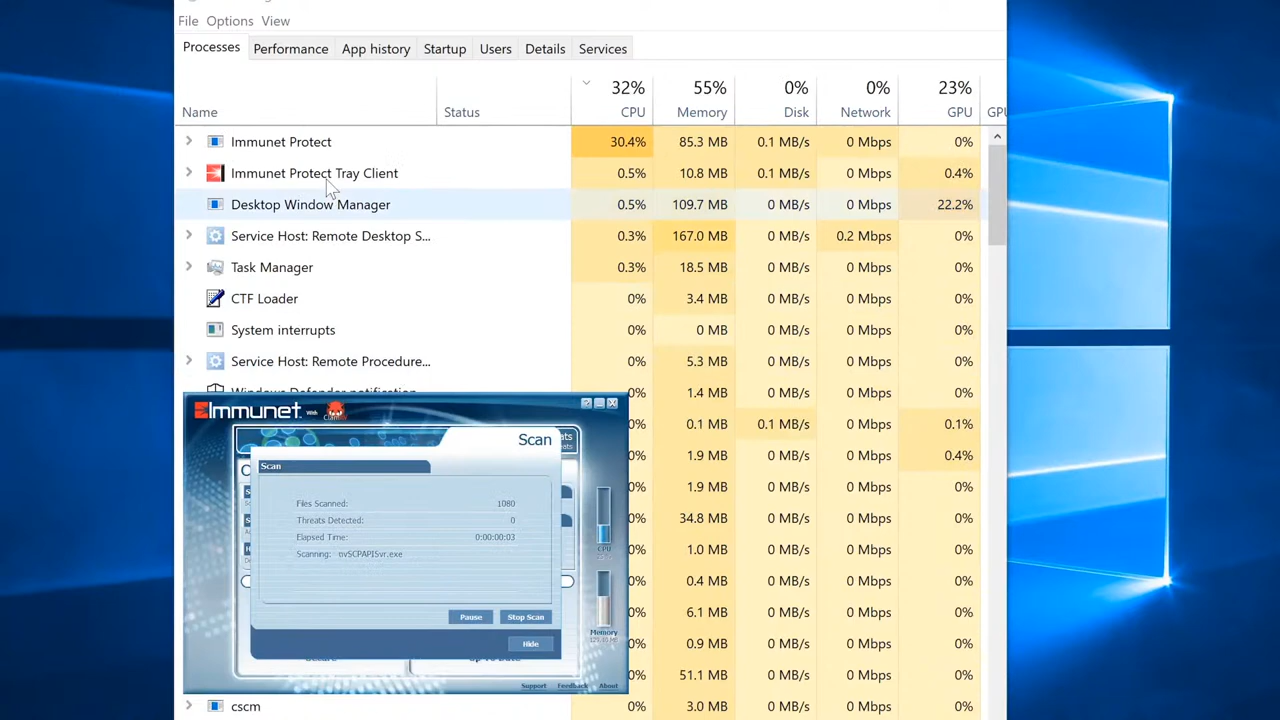 File Options View
Processes Performance App history Startup Users Details Services
32% 55% 0% 0% 23%
Name Status CPU Memory Disk Network GPU GPU
Immunet Protect 30.4% 85.3 MB 0.1 MB/s 0 Mbps 0%
Immunet Protect Tray Client 0.5% 10.8 MB 0 MB/s 0 Mbps 0.4%
Desktop Window Manager 0.5% 109.7 MB 0 MB/s 0 Mbps 22.2%
Service Host: Remote Desktop S... 0.3% 167.0 MB 0 MB/s 0.2 Mbps 0%
Task Manager 0.3% 18.5 MB 0 MB/s 0 Mbps 0%
CTF Loader 0% 3.4 MB 0 MB/s 0 Mbps 0%
System interrupts 0% 0 MB 0 MB/s 0 Mbps 0%
Service Host: Remote Procedure... 0% 5.3 MB 0 MB/s 0 Mbps 0%
Windows Defender notification 1.4 MB 0 MB/s 0 Mbps 0%
0% 0.1 MB 0.1 MB/s 0 Mbps 0.1%
0% 1.9 MB 0 MB/s 0 Mbps 0.4%
0% 1.9 MB 0 MB/s 0 Mbps 0%
0% 34.8 MB 0 MB/s 0 Mbps 0%
0% 1.0 MB 0 MB/s 0 Mbps 0%
0% 0.4 MB 0 MB/s 0 Mbps 0%
0% 6.1 MB 0 MB/s 0 Mbps 0%
0% 0.9 MB 0 MB/s 0 Mbps 0%
0% 51.1 MB 0 MB/s 0 Mbps 0%
cscm 0% 3.0 MB 0 MB/s 0 Mbps 0%
Immunet With
Scan
Scan
Files Scanned: 1080
Threats Detected: 0
Elapsed Time: 0:00:00:03
Scanning: nvSCPAPISvr.exe
Pause Stop Scan
Hide
CPU
Memory
Support Feedback About